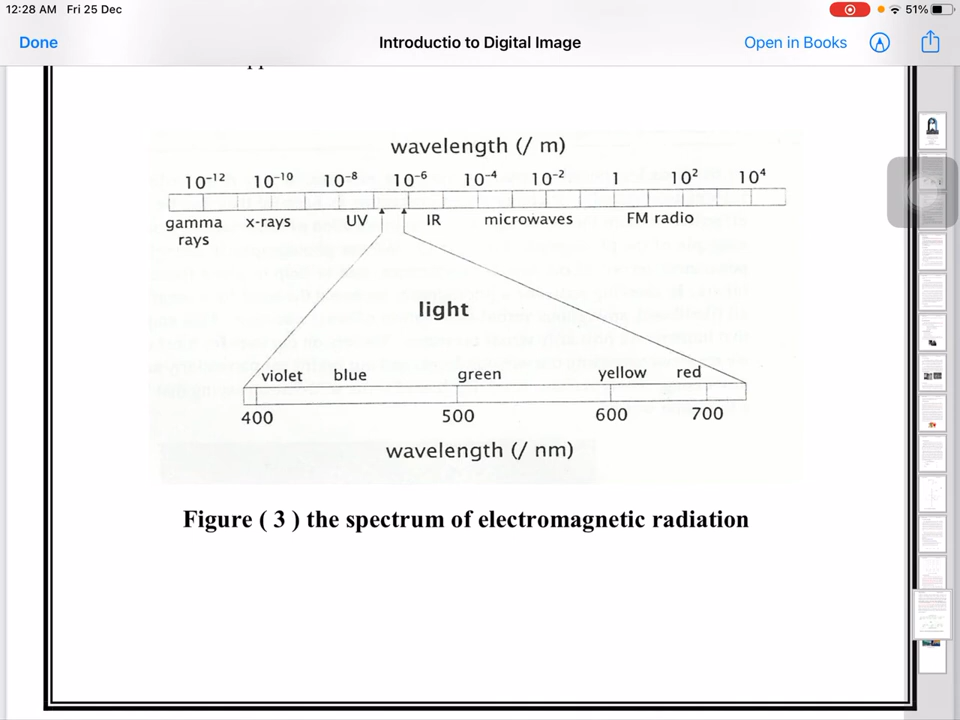 12:28 AM Fri 25 Dec
51%
Done
Introductio to Digital Image
Open in Books
wavelength (/ m)
10⁻¹² 10⁻¹⁰ 10⁻⁸ 10⁻⁶ 10⁻⁴ 10⁻² 1 10² 10⁴
gamma rays x-rays UV IR microwaves FM radio
light
violet blue green yellow red
400 500 600 700
wavelength (/ nm)
Figure ( 3 ) the spectrum of electromagnetic radiation